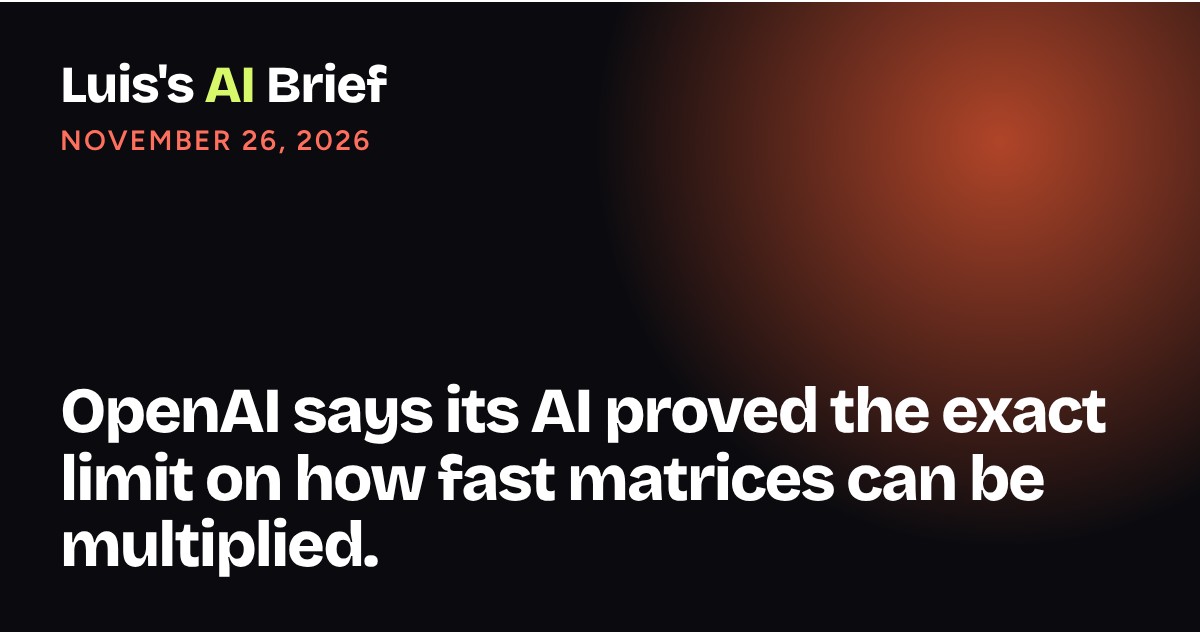 Luis's AI Brief
NOVEMBER 26, 2026
OpenAI says its AI proved the exact
limit on how fast matrices can be
multiplied.